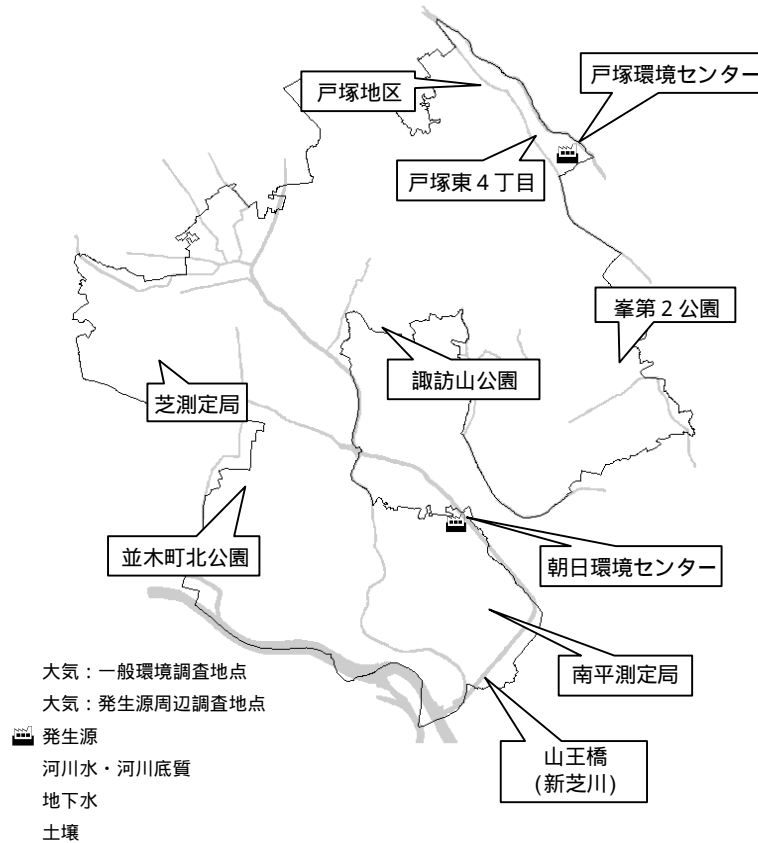 戸塚環境センター
戸塚地区
戸塚東４丁目
峯第２公園
諏訪山公園
芝測定局
並木町北公園
朝日環境センター
南平測定局
山王橋
(新芝川)
大気：一般環境調査地点
大気：発生源周辺調査地点
発生源
河川水・河川底質
地下水
土壌